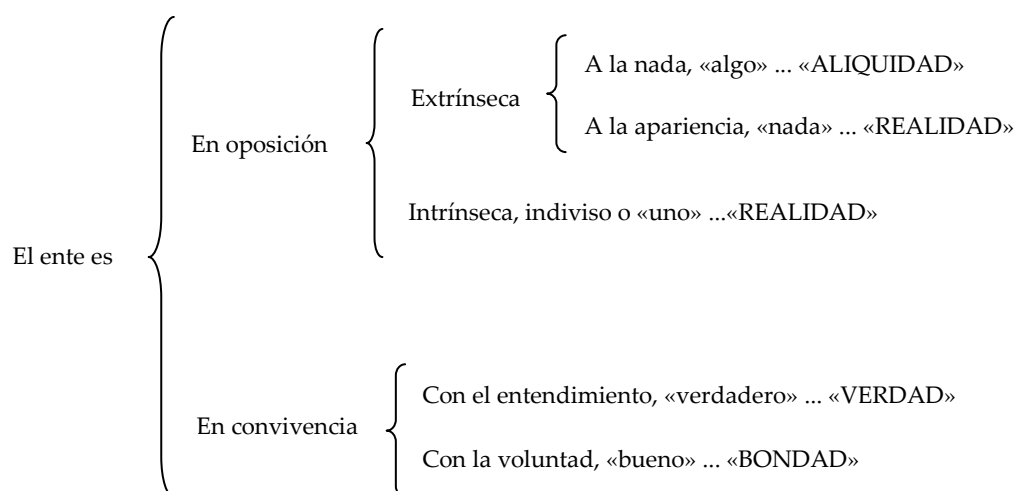 A la nada, «algo» ... «ALIQUIDAD»
Extrínseca
A la apariencia, «nada» ... «REALIDAD»
En oposición
Intrínseca, indiviso o «uno» ...«REALIDAD»
El ente es
Con el entendimiento, «verdadero» ... «VERDAD»
En convivencia
Con la voluntad, «bueno» ... «BONDAD»